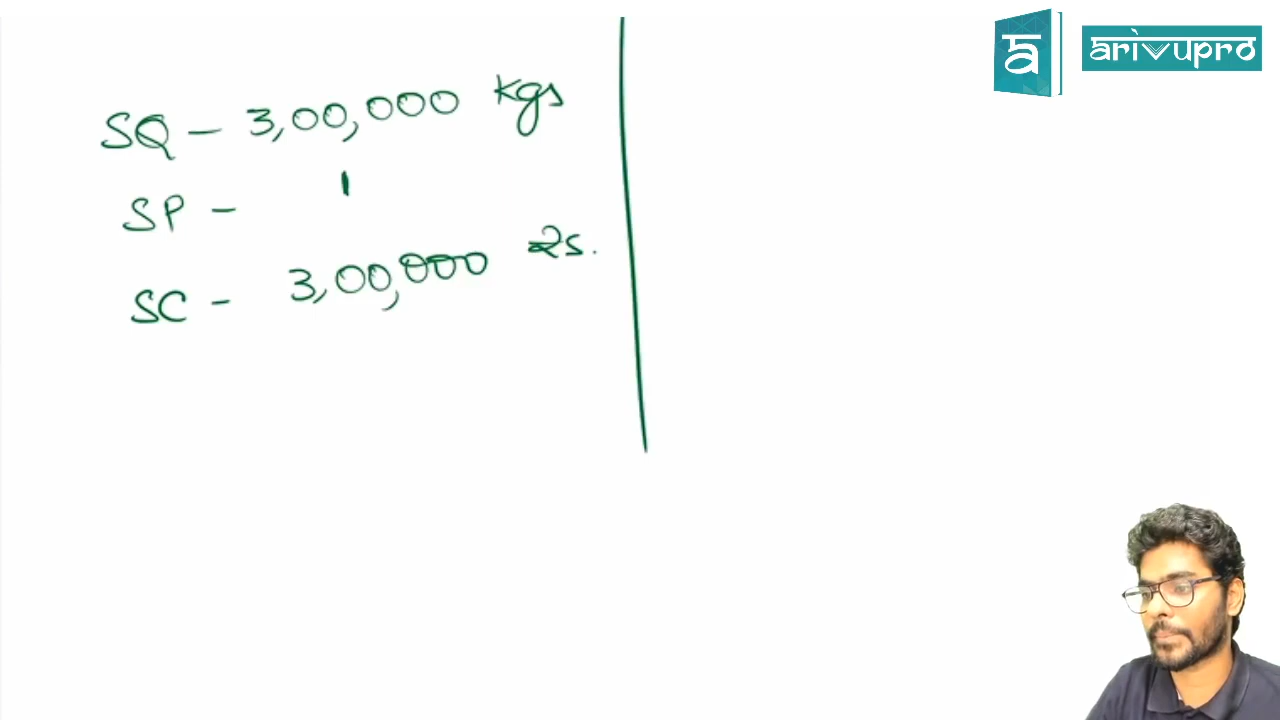 SQ - 3,00,000 kgs
SP - 1
SC - 3,00,000 Rs.
a
arivupro